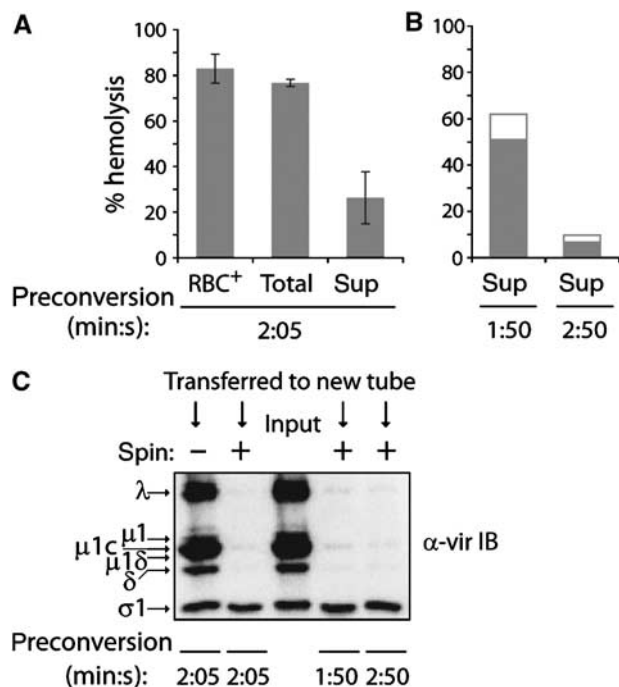 A
B
% hemolysis
100
80
60
40
20
0
RBC+ Total Sup
Preconversion
(min:s): 2:05
100
80
60
40
20
0
Sup Sup
1:50 2:50
C
Transferred to new tube
Input
Spin: − + + +
λ
μ1
μ1c
μ1δ
δ
σ1
α-vir IB
Preconversion
(min:s): 2:05 2:05 1:50 2:50